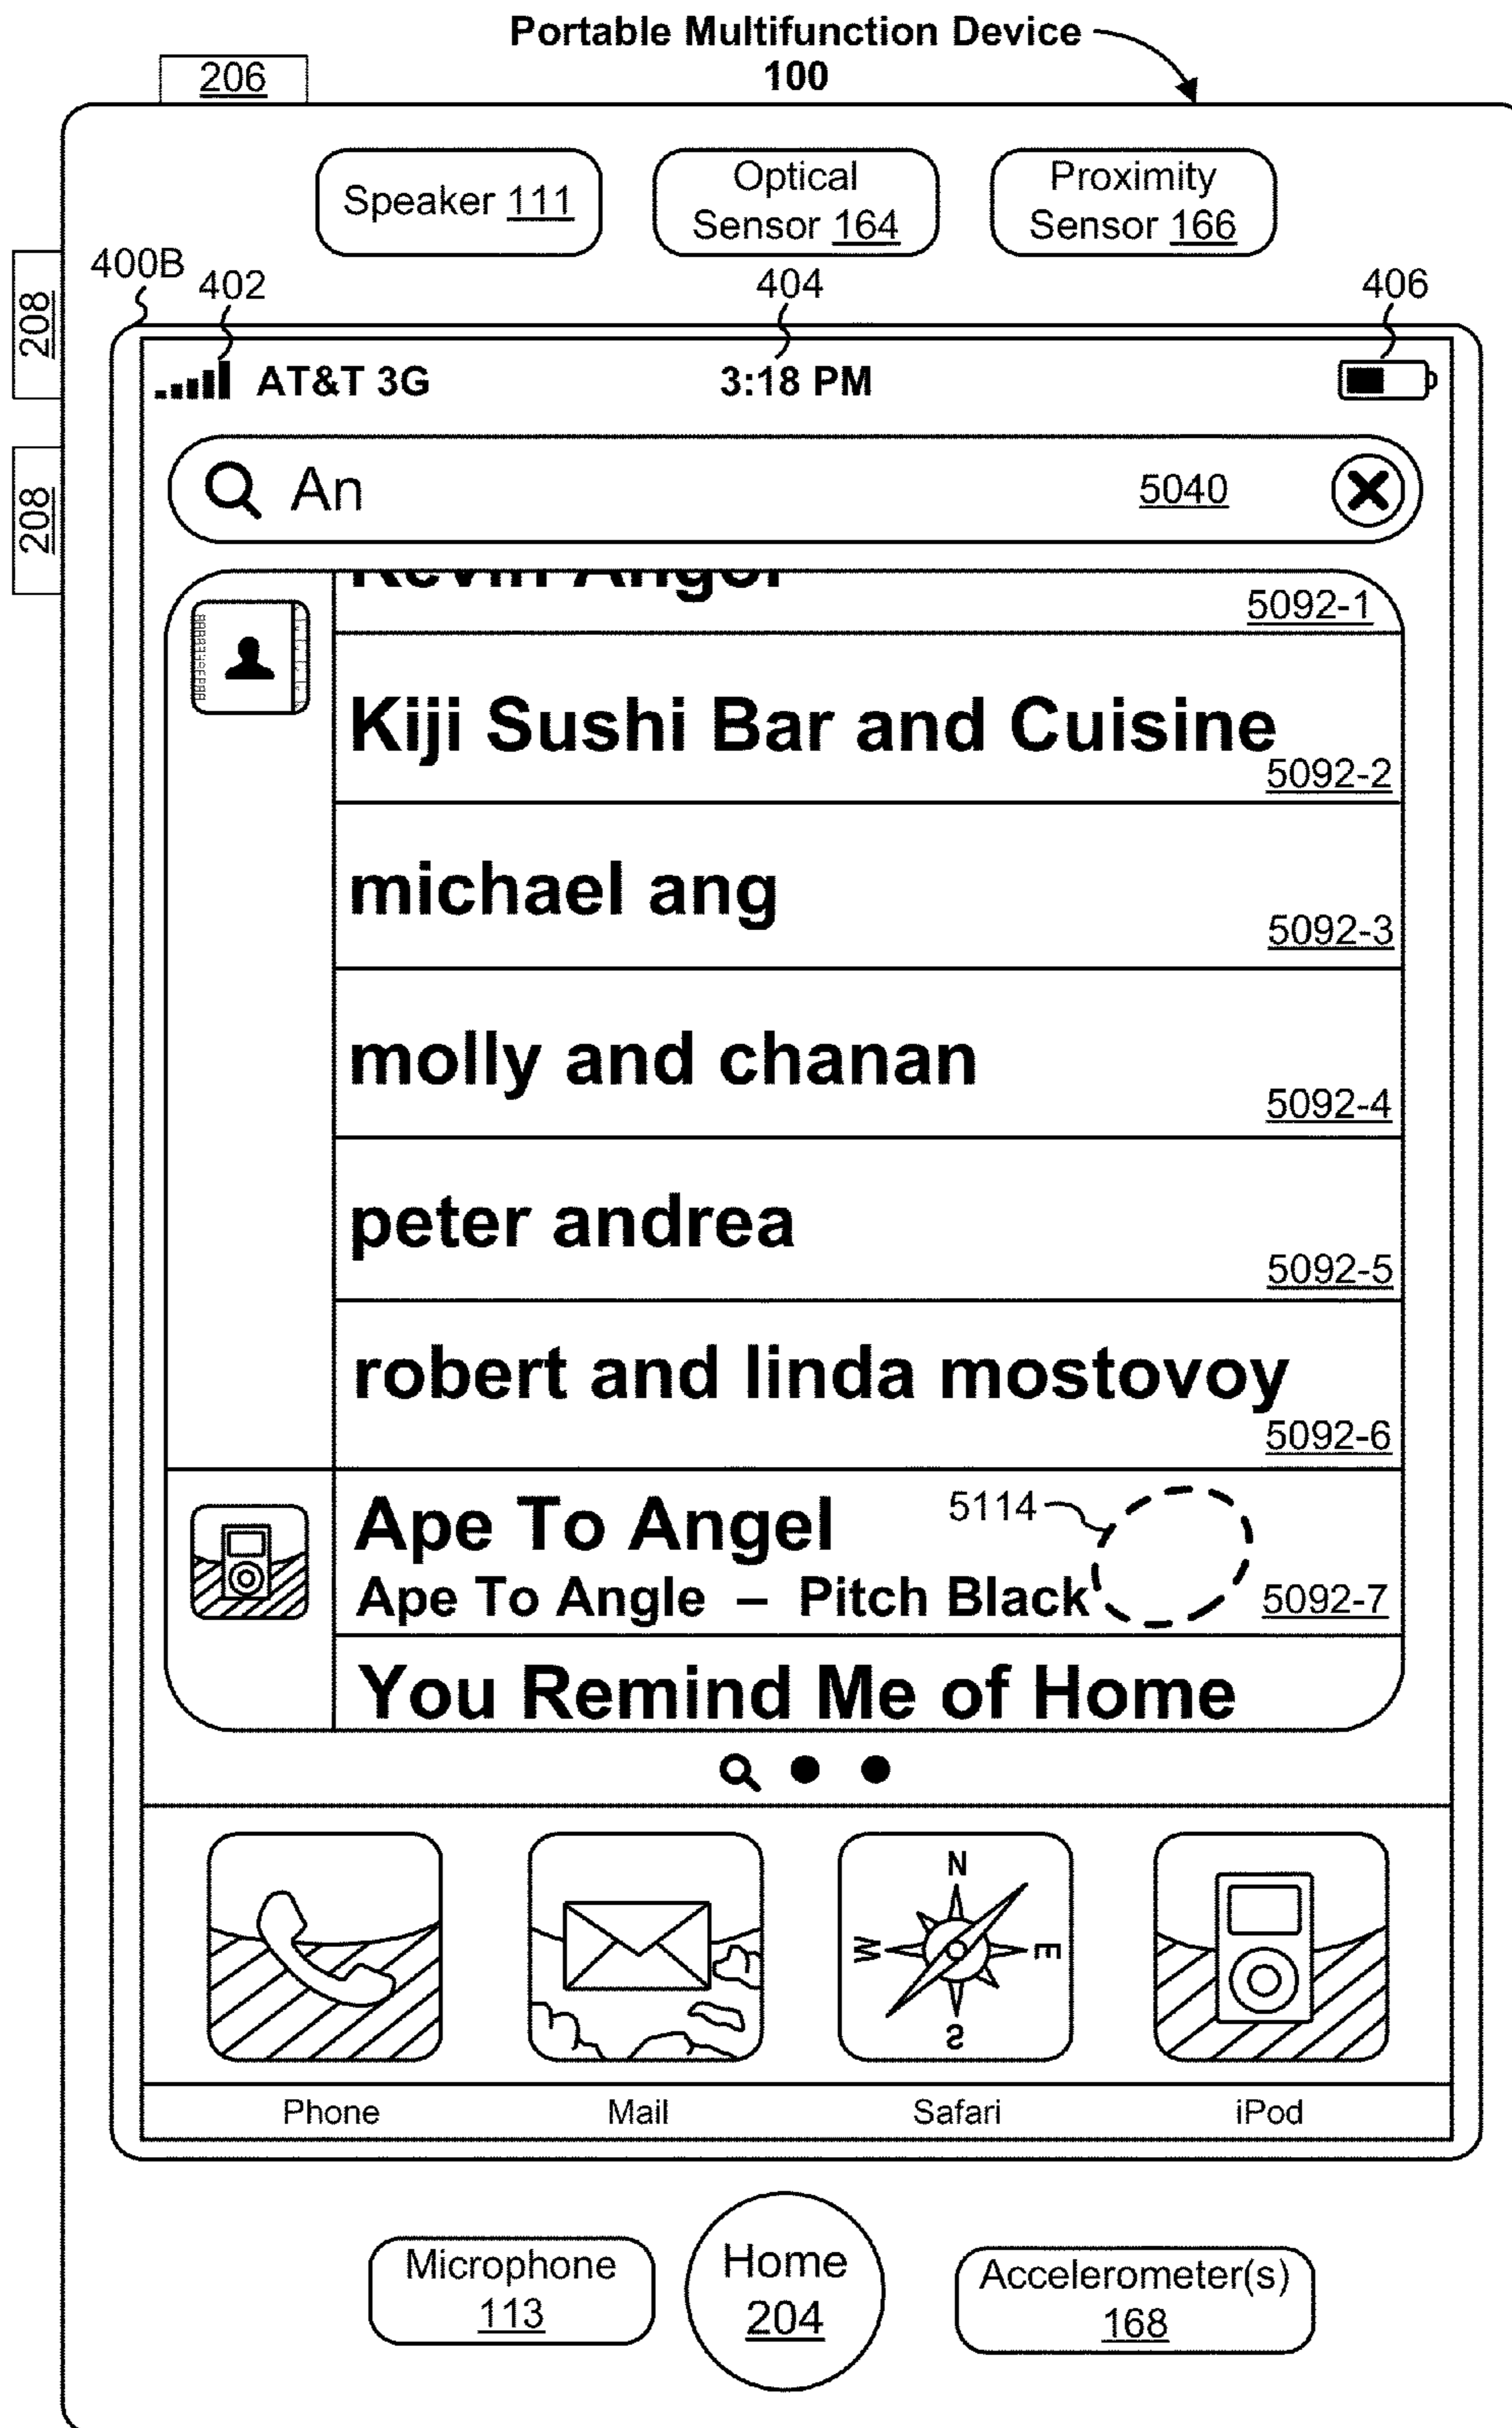 Portable Multifunction Device
100
206
Speaker 111
Optical
Sensor 164
Proximity
Sensor 166
208
208
400B
402
404
406
AT&T 3G
3:18 PM
An
5040
Kevin Angel
5092-1
Kiji Sushi Bar and Cuisine
5092-2
michael ang
5092-3
molly and chanan
5092-4
peter andrea
5092-5
robert and linda mostovoy
5092-6
Ape To Angel
5114
Ape To Angle – Pitch Black
5092-7
You Remind Me of Home
N
W
E
S
Phone
Mail
Safari
iPod
Microphone
113
Home
204
Accelerometer(s)
168